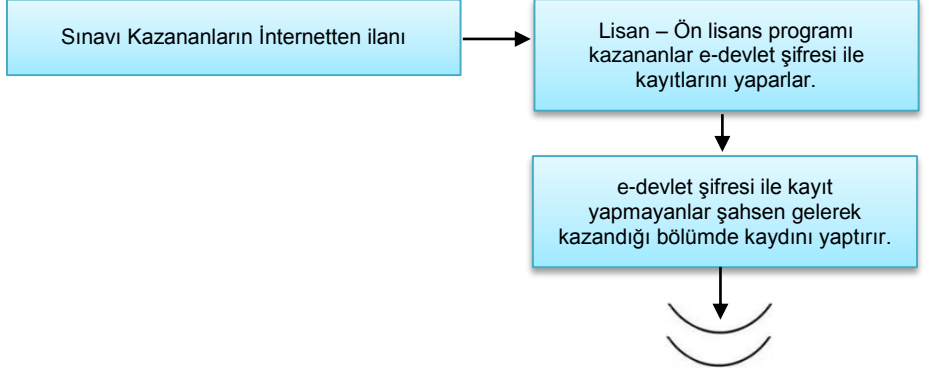 Sınavı Kazananların İnternetten ilanı
Lisan – Ön lisans programı
kazananlar e-devlet şifresi ile
kayıtlarını yaparlar.
e-devlet şifresi ile kayıt
yapmayanlar şahsen gelerek
kazandığı bölümde kaydını yaptırır.